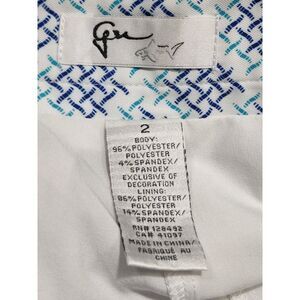 2
BODY:
96%POLYESTER/
POLYESTER
4%SPANDEX/
SPANDEX
EXCLUSIVE OF
DECORATION
LINING:
86%POLYESTER/
POLYESTER
14%SPANDEX/
SPANDEX
RN# 128492
CA# 41097
MADE IN CHINA/
FABRIQUÉ AU
CHINE